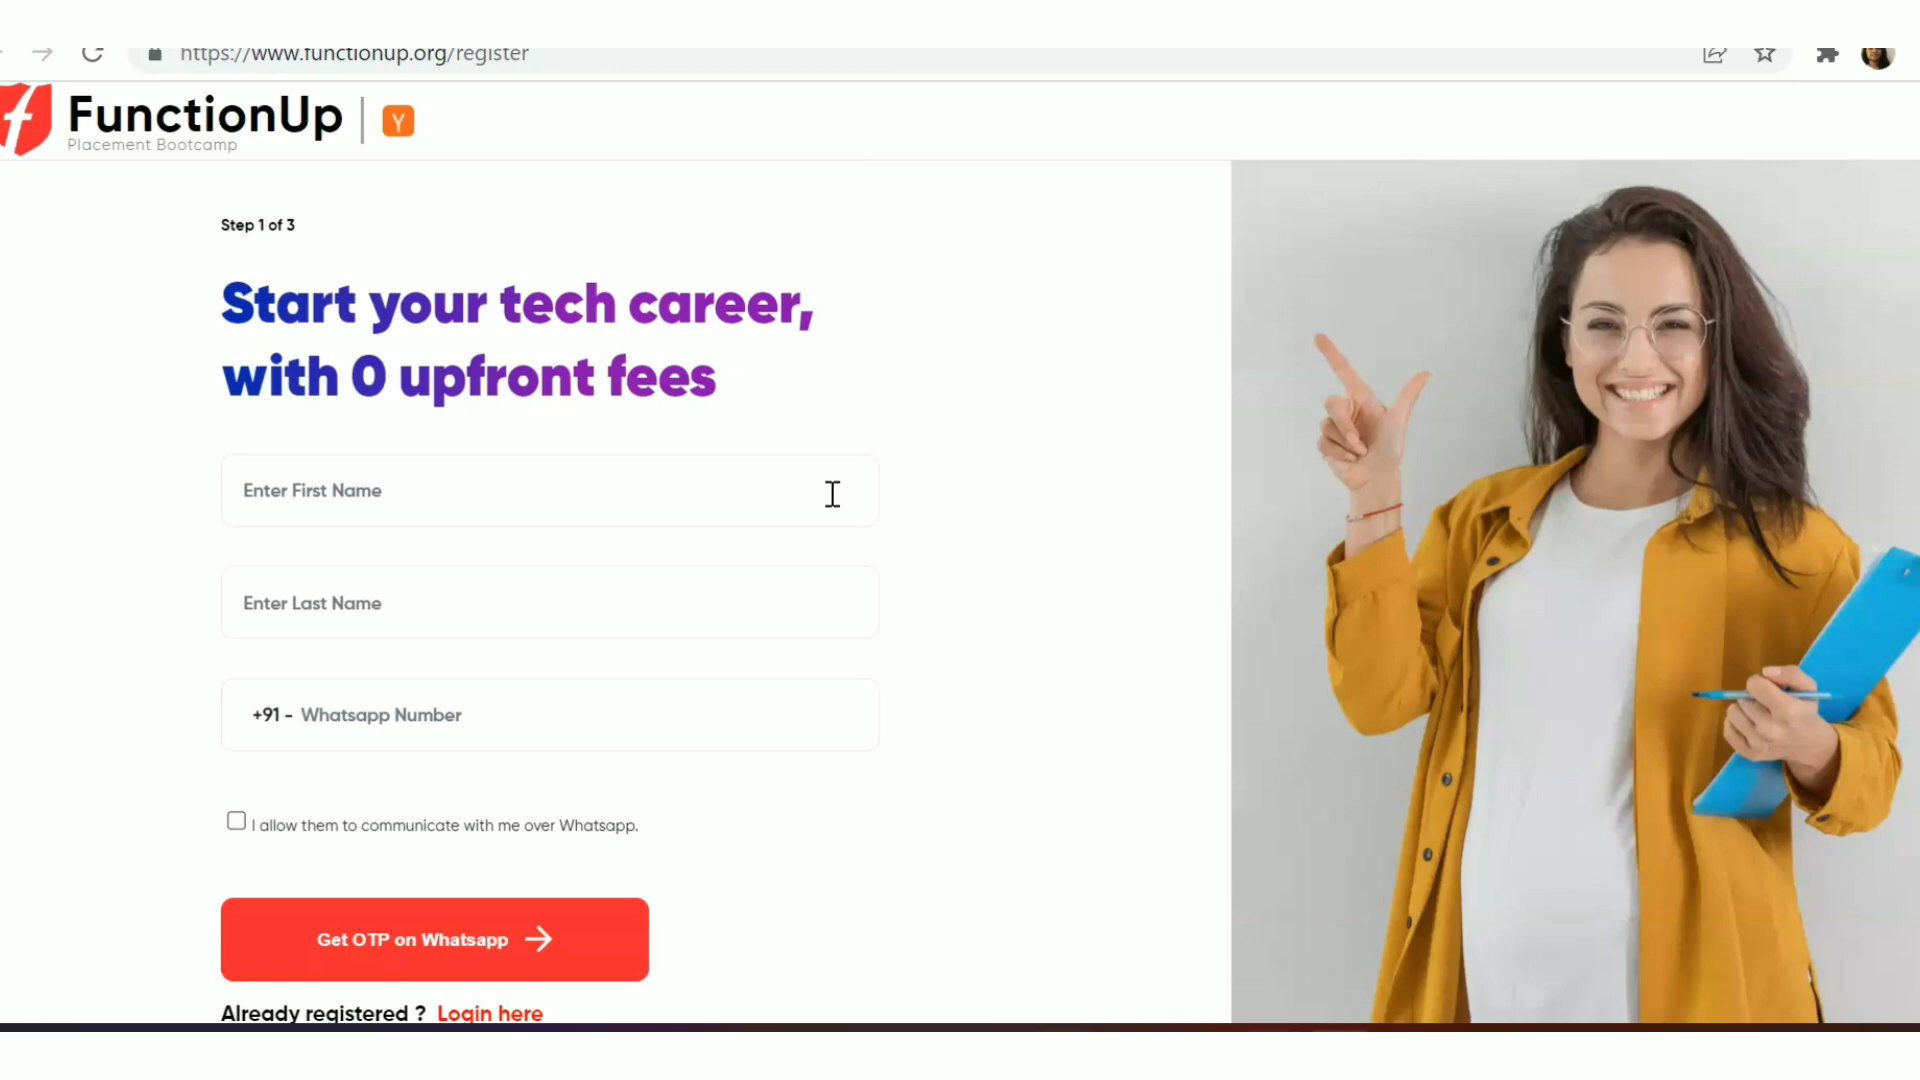 https://www.functionup.org/register
FunctionUp
Placement Bootcamp
Y
Step 1 of 3
Start your tech career,
with 0 upfront fees
Enter First Name
Enter Last Name
+91 - Whatsapp Number
I allow them to communicate with me over Whatsapp.
Get OTP on Whatsapp
Already registered ? Login here